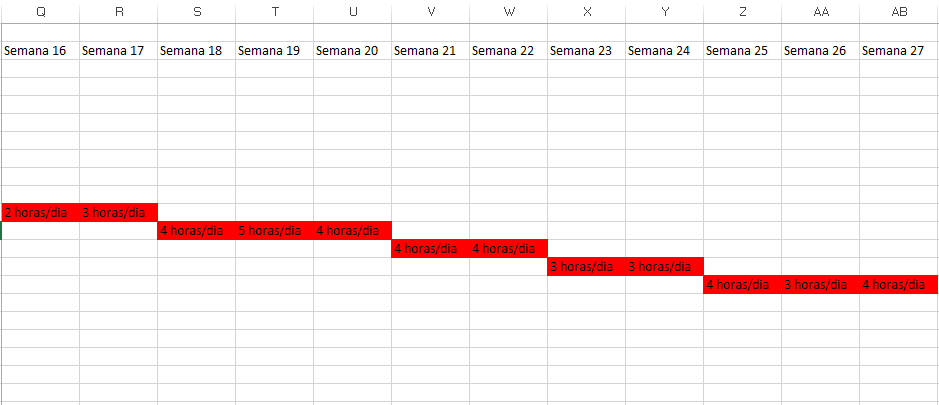 Q R S T U V W X Y Z AA AB
Semana 16 Semana 17 Semana 18 Semana 19 Semana 20 Semana 21 Semana 22 Semana 23 Semana 24 Semana 25 Semana 26 Semana 27
2 horas/dia 3 horas/dia
4 horas/dia 5 horas/dia 4 horas/dia
4 horas/dia 4 horas/dia
3 horas/dia 3 horas/dia
4 horas/dia 3 horas/dia 4 horas/dia